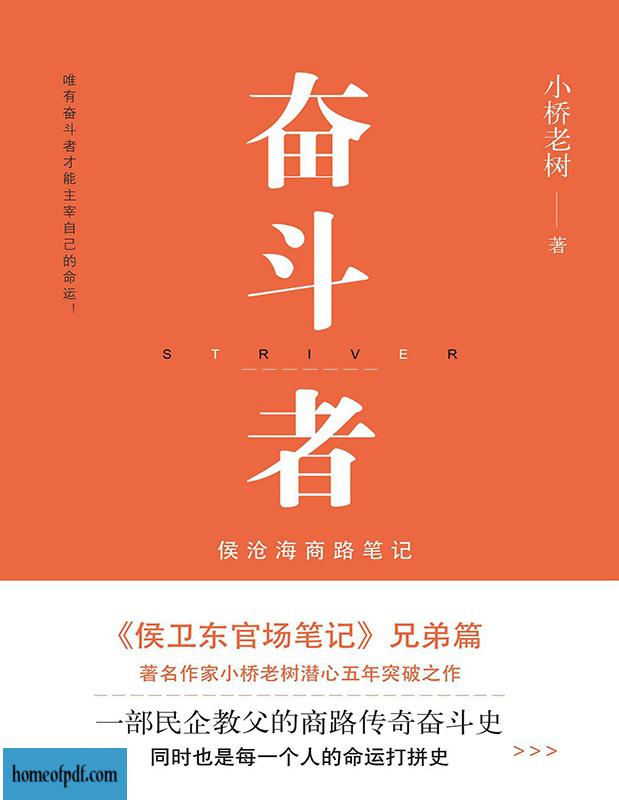 小桥老树——著
唯有奋斗者才能主宰自己的命运！
奋斗者
STRIVER
侯沧海商路笔记
《侯卫东官场笔记》兄弟篇
著名作家小桥老树潜心五年突破之作
一部民企教父的商路传奇奋斗史
同时也是每一个人的命运打拼史
>>>
homeofpdf.com